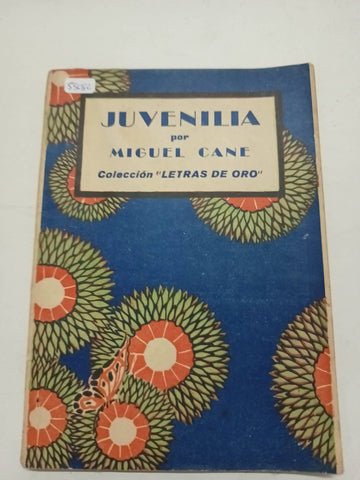 JUVENILIA
por
MIGUEL CANE
Colección "LETRAS DE ORO"